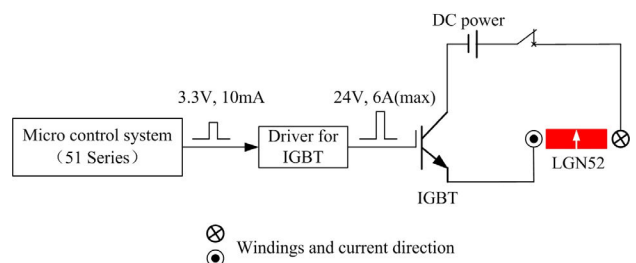 DC power
3.3V, 10mA
24V, 6A(max)
Micro control system
（51 Series）
Driver for
IGBT
LGN52
IGBT
Windings and current direction